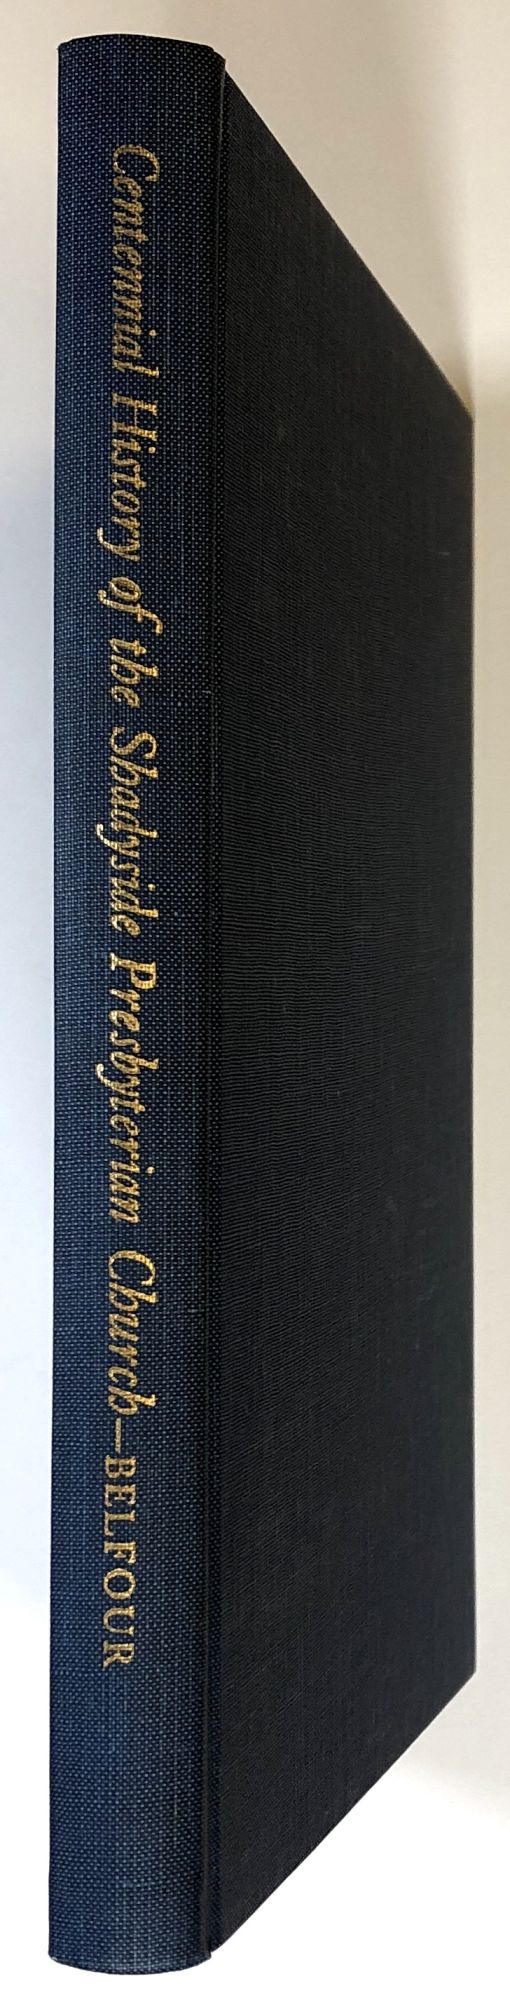 Centennial History of the Shadyside Presbyterian Church—BELFOUR